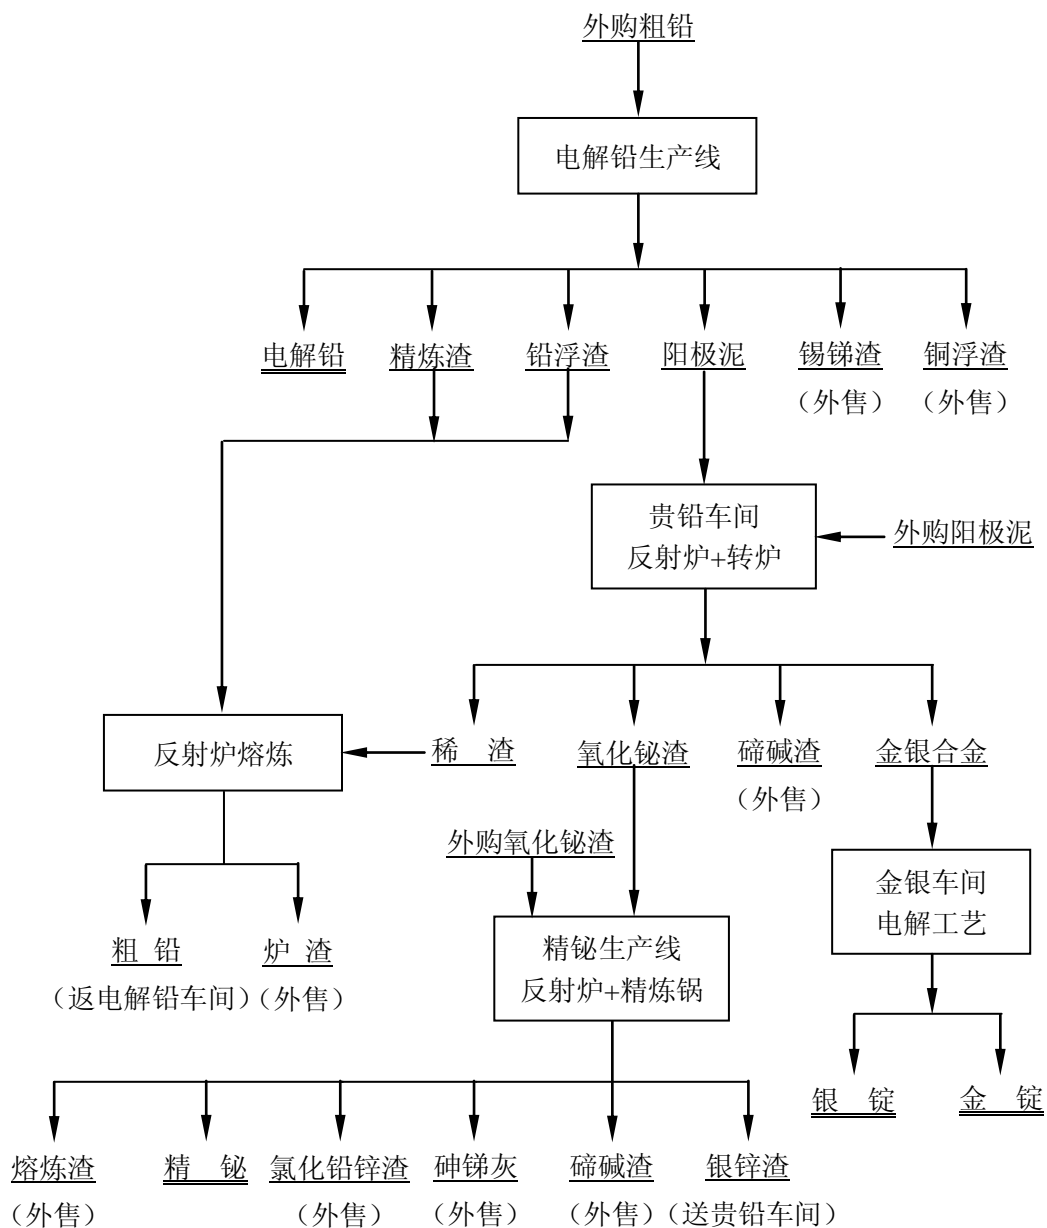 外购粗铅
电解铅生产线
电解铅 精炼渣 铅浮渣 阳极泥 锡锑渣 铜浮渣
（外售） （外售）
贵铅车间
反射炉+转炉
外购阳极泥
反射炉熔炼
稀 渣 氧化铋渣 碲碱渣 金银合金
（外售）
外购氧化铋渣
金银车间
电解工艺
粗 铅 炉 渣
（返电解铅车间）（外售）
精铋生产线
反射炉+精炼锅
银 锭 金 锭
熔炼渣 精 铋 氯化铅锌渣 砷锑灰 碲碱渣 银锌渣
（外售） （外售） （外售） （外售）（送贵铅车间）